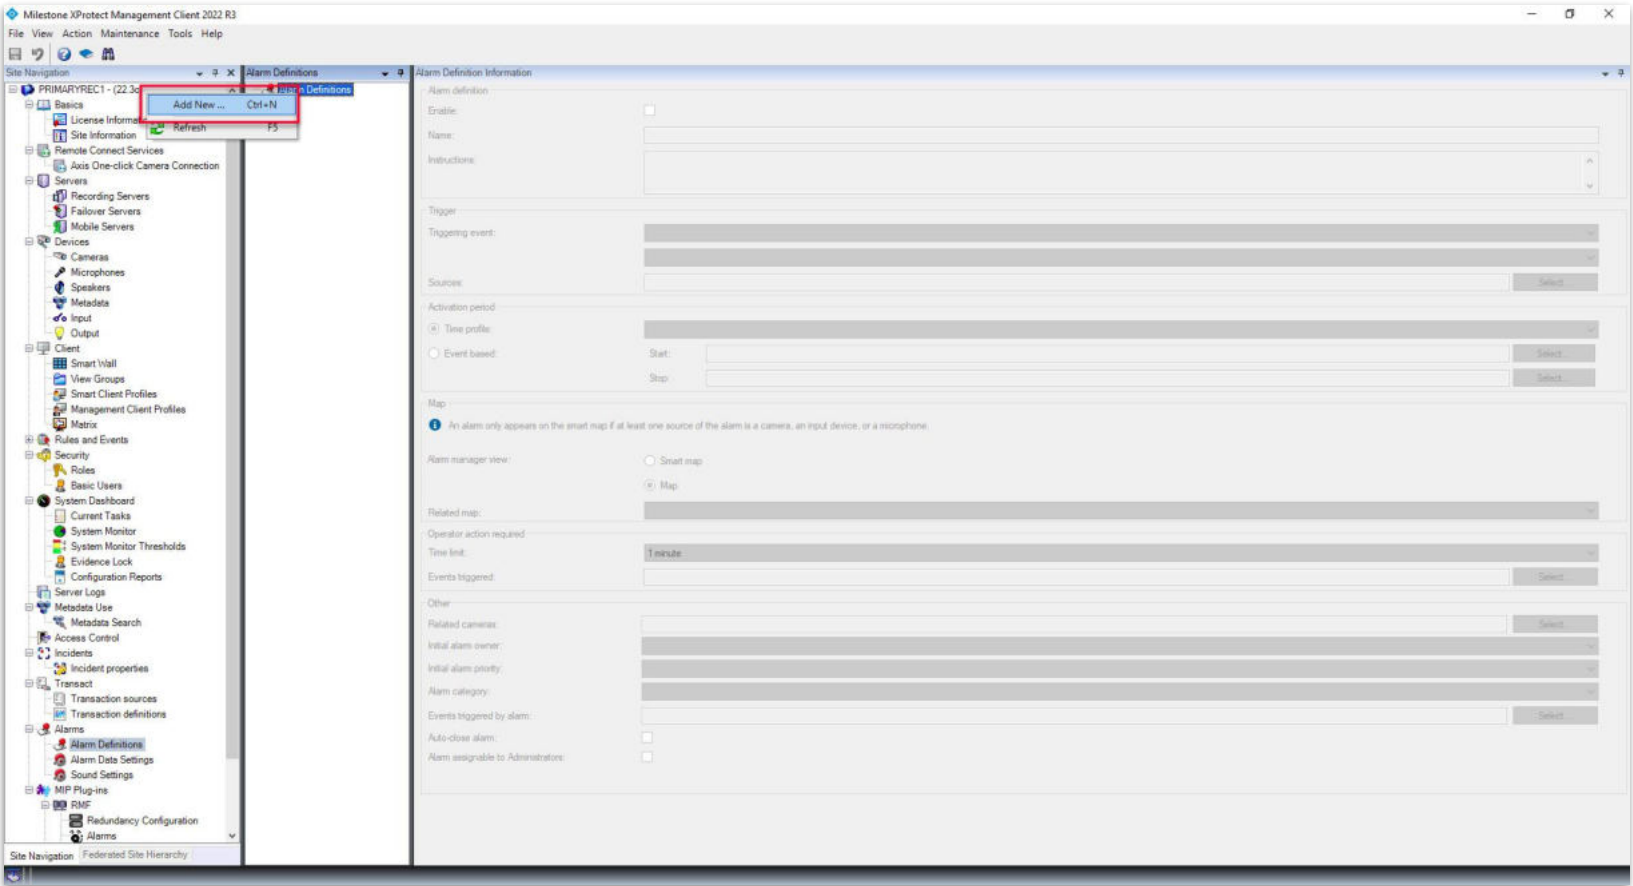 Milestone XProtect Management Client 2022 R3
File View Action Maintenance Tools Help
Site Navigation
PRIMARYREC1 - (22.3
Basics
License Informa
Site Information
Remote Connect Services
Axis One-click Camera Connection
Servers
Recording Servers
Failover Servers
Mobile Servers
Devices
Cameras
Microphones
Speakers
Metadata
Input
Output
Client
Smart Wall
View Groups
Smart Client Profiles
Management Client Profiles
Matrix
Rules and Events
Security
Roles
Basic Users
System Dashboard
Current Tasks
System Monitor
System Monitor Thresholds
Evidence Lock
Configuration Reports
Server Logs
Metadata Use
Metadata Search
Access Control
Incidents
Incident properties
Transact
Transaction sources
Transaction definitions
Alarms
Alarm Definitions
Alarm Data Settings
Sound Settings
MIP Plug-ins
RMF
Redundancy Configuration
Alarms
Site Navigation Federated Site Hierarchy
Alarm Definitions
Definitions
Add New ... Ctrl+N
Refresh F5
Alarm Definition Information
Alarm definition
Enable:
Name:
Instructions:
Trigger
Triggering event:
Sources: Select...
Activation period
Time profile:
Event based: Start: Select...
Stop: Select...
Map
An alarm only appears on the smart map if at least one source of the alarm is a camera, an input device, or a microphone.
Alarm manager view: Smart map
Map
Related map:
Operator action required
Time limit: 1 minute
Events triggered: Select...
Other
Related cameras: Select...
Initial alarm owner:
Initial alarm priority:
Alarm category:
Events triggered by alarm: Select...
Auto-close alarm:
Alarm assignable to Administrators: